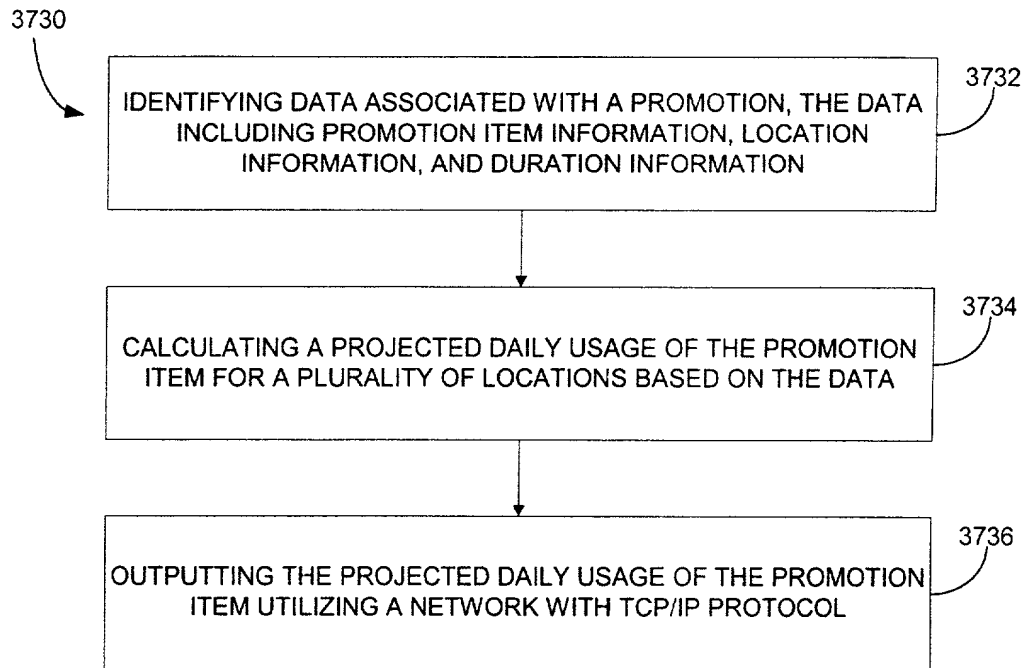 3730
3732
IDENTIFYING DATA ASSOCIATED WITH A PROMOTION, THE DATA
INCLUDING PROMOTION ITEM INFORMATION, LOCATION
INFORMATION, AND DURATION INFORMATION
3734
CALCULATING A PROJECTED DAILY USAGE OF THE PROMOTION
ITEM FOR A PLURALITY OF LOCATIONS BASED ON THE DATA
3736
OUTPUTTING THE PROJECTED DAILY USAGE OF THE PROMOTION
ITEM UTILIZING A NETWORK WITH TCP/IP PROTOCOL